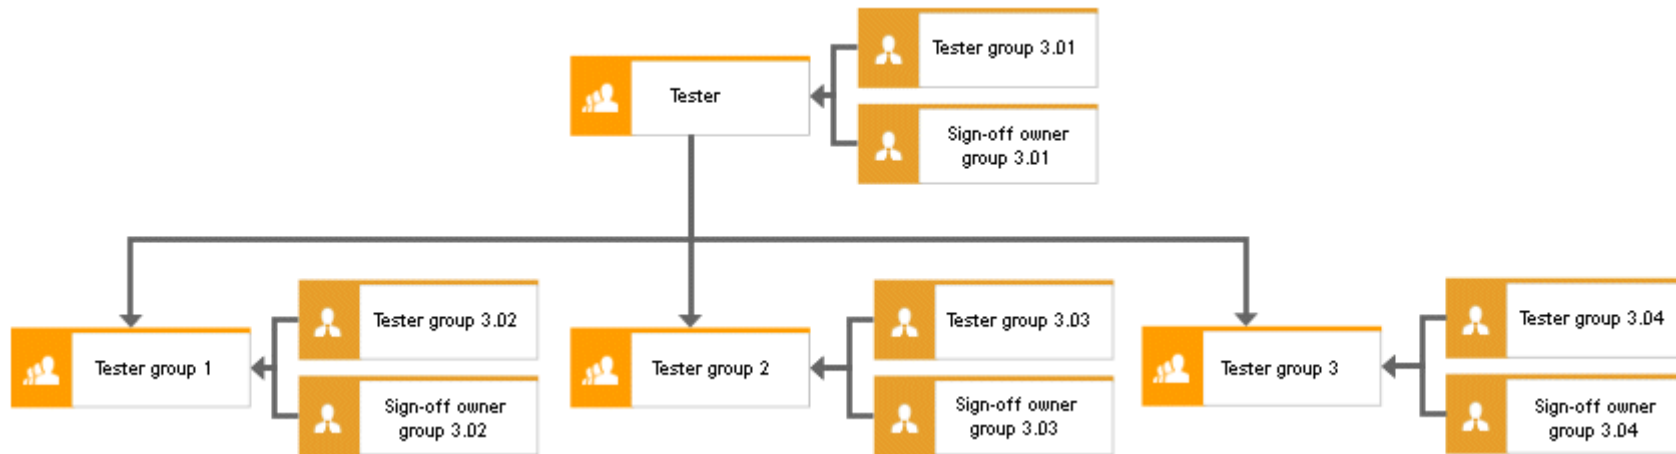 Tester group 3.01
Tester
Sign-off owner
group 3.01
Tester group 3.02
Tester group 3.03
Tester group 3.04
Tester group 1
Tester group 2
Tester group 3
Sign-off owner
group 3.02
Sign-off owner
group 3.03
Sign-off owner
group 3.04